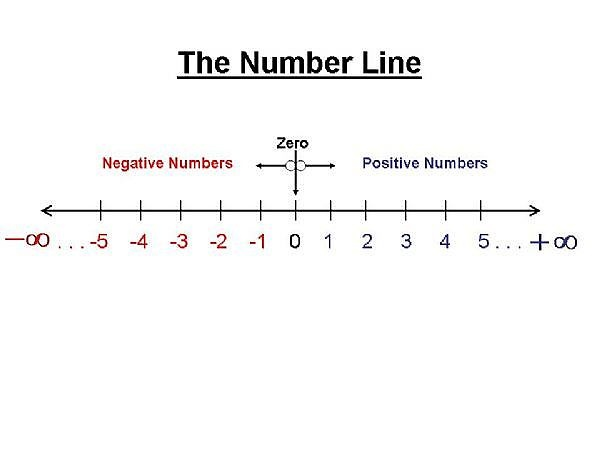 The Number Line
Zero
Negative Numbers Positive Numbers
−∞ . . . -5 -4 -3 -2 -1 0 1 2 3 4 5 . . . +∞